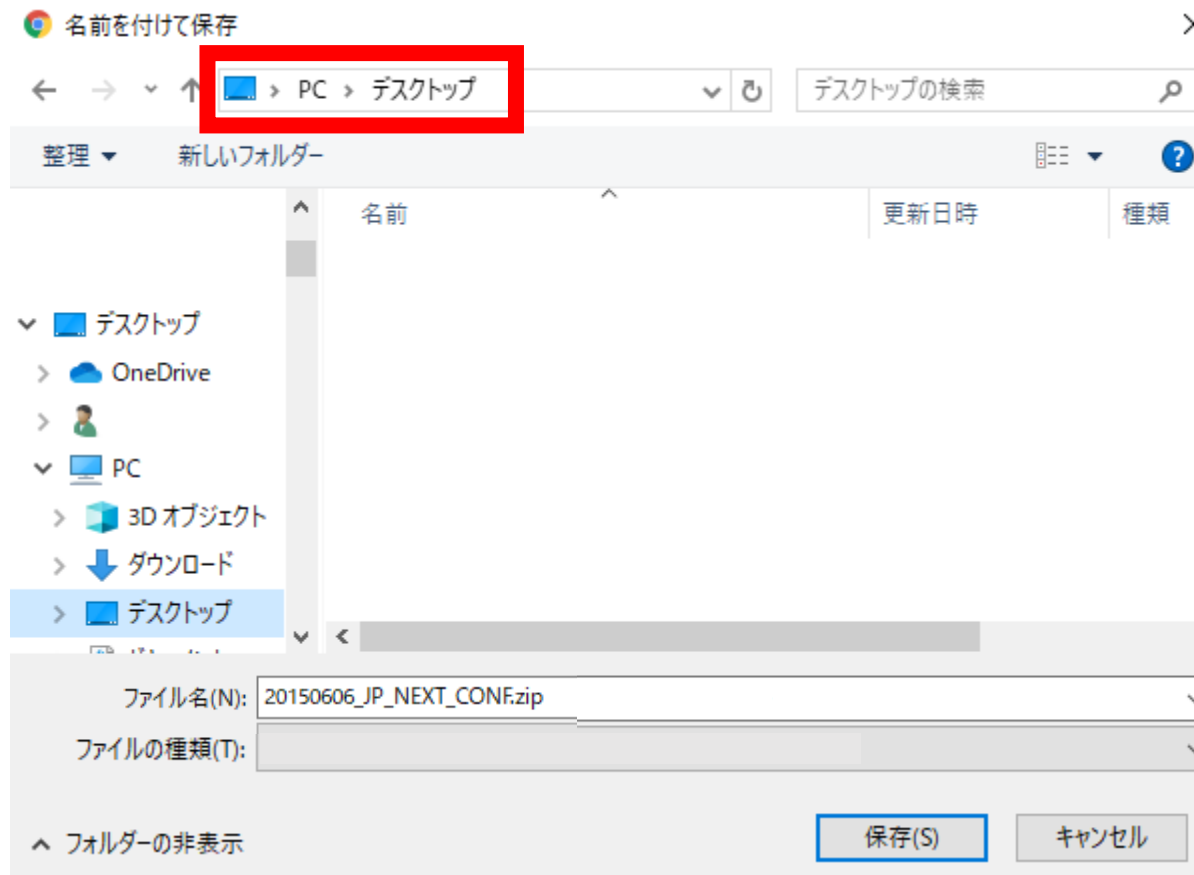 名前を付けて保存
PC > デスクトップ
デスクトップの検索
整理
新しいフォルダー
名前
更新日時
種類
デスクトップ
OneDrive
PC
3D オブジェクト
ダウンロード
デスクトップ
ファイル名(N): 20150606_JP_NEXT_CONF.zip
ファイルの種類(T):
フォルダーの非表示
保存(S)
キャンセル